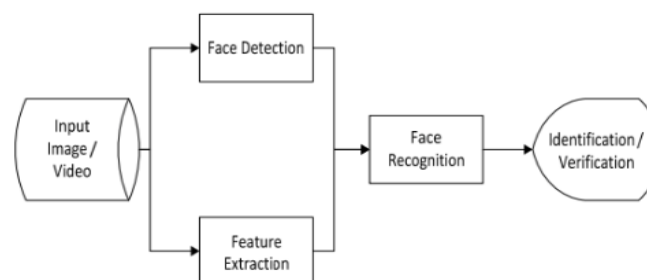 Face Detection
Input
Image /
Video
Face
Recognition
Identification /
Verification
Feature
Extraction